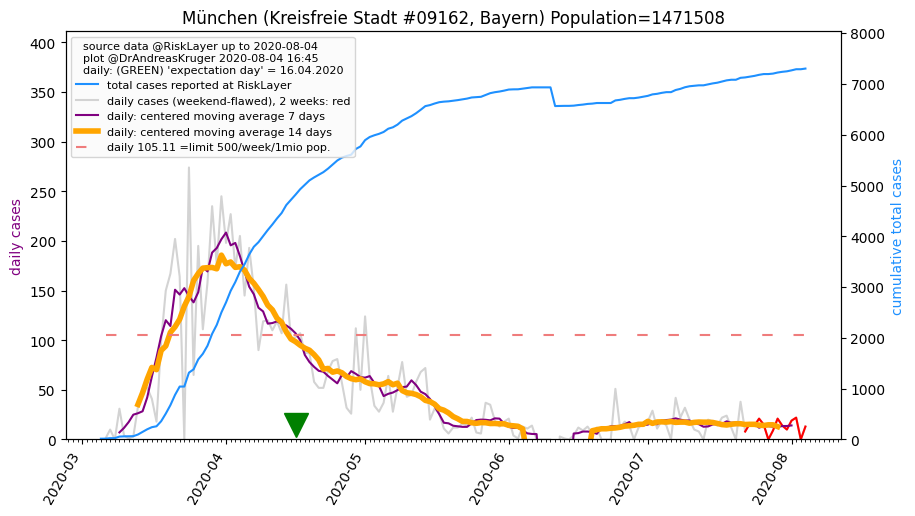 München (Kreisfreie Stadt #09162, Bayern) Population=1471508
source data @RiskLayer up to 2020-08-04
plot @DrAndreasKruger 2020-08-04 16:45
daily: (GREEN) 'expectation day' = 16.04.2020
total cases reported at RiskLayer
daily cases (weekend-flawed), 2 weeks: red
daily: centered moving average 7 days
daily: centered moving average 14 days
daily 105.11 =limit 500/week/1mio pop.
daily cases
400
350
300
250
200
150
100
50
0
8000
7000
6000
5000
4000
3000
2000
1000
0
cumulative total cases
2020-03
2020-04
2020-05
2020-06
2020-07
2020-08